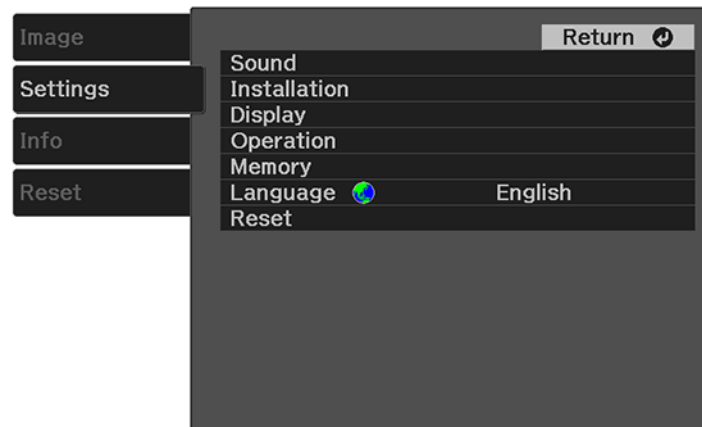 Image
Settings
Info
Reset
Return
Sound
Installation
Display
Operation
Memory
Language English
Reset